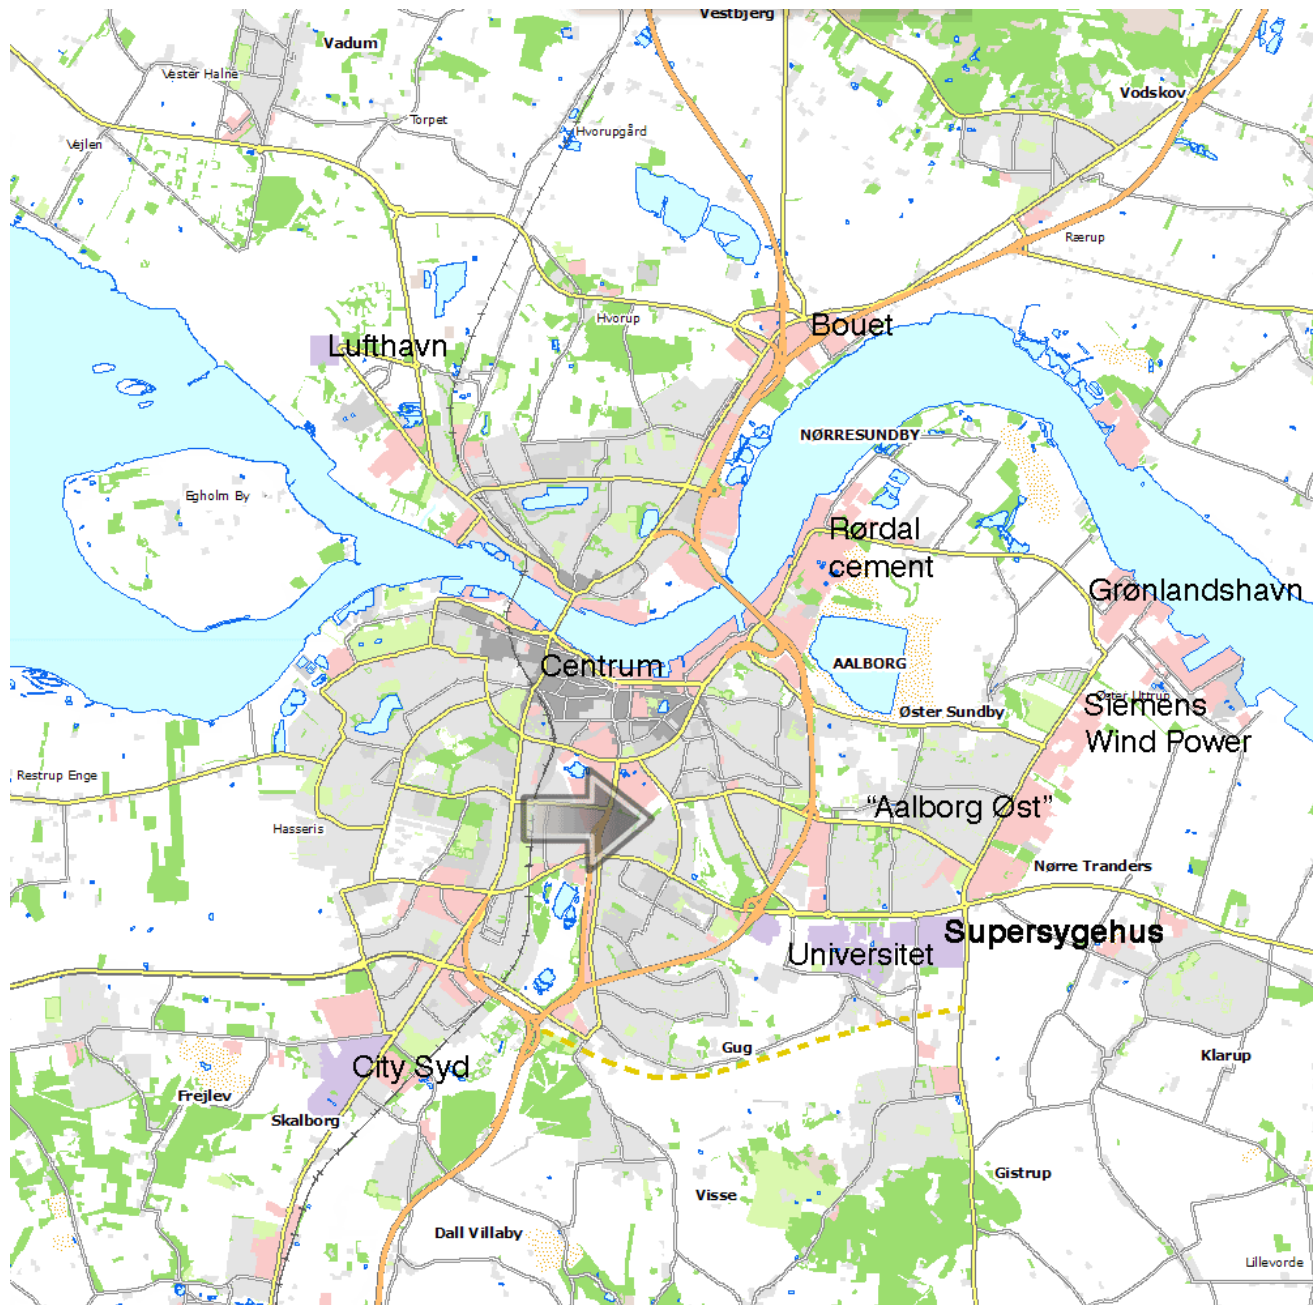 Vestbjerg
Vadum
Vester Halne
Vodskov
Torpet
Hvorupgård
Vejlen
Rærup
Hvorup
Bouet
Lufthavn
NØRRESUNDBY
Egholm By
Rørdal
cement
Grønlandshavn
Centrum
AALBORG
Øster Uttrup
Siemens
Wind Power
Øster Sundby
Restrup Enge
"Aalborg Øst"
Hasseris
Nørre Tranders
Supersygehus
Universitet
Gug
Klarup
City Syd
Frejlev
Skalborg
Gistrup
Visse
Dall Villaby
Lillevorde